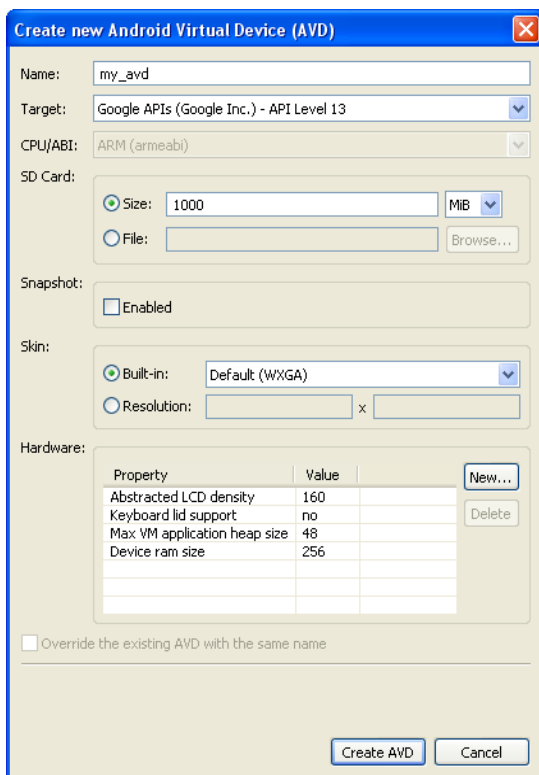 Create new Android Virtual Device (AVD)
Name: my_avd
Target: Google APIs (Google Inc.) - API Level 13
CPU/ABI: ARM (armeabi)
SD Card:
Size: 1000 MiB
File: Browse...
Snapshot:
Enabled
Skin:
Built-in: Default (WXGA)
Resolution: x
Hardware:
Property Value New...
Abstracted LCD density 160
Keyboard lid support no Delete
Max VM application heap size 48
Device ram size 256
Override the existing AVD with the same name
Create AVD Cancel